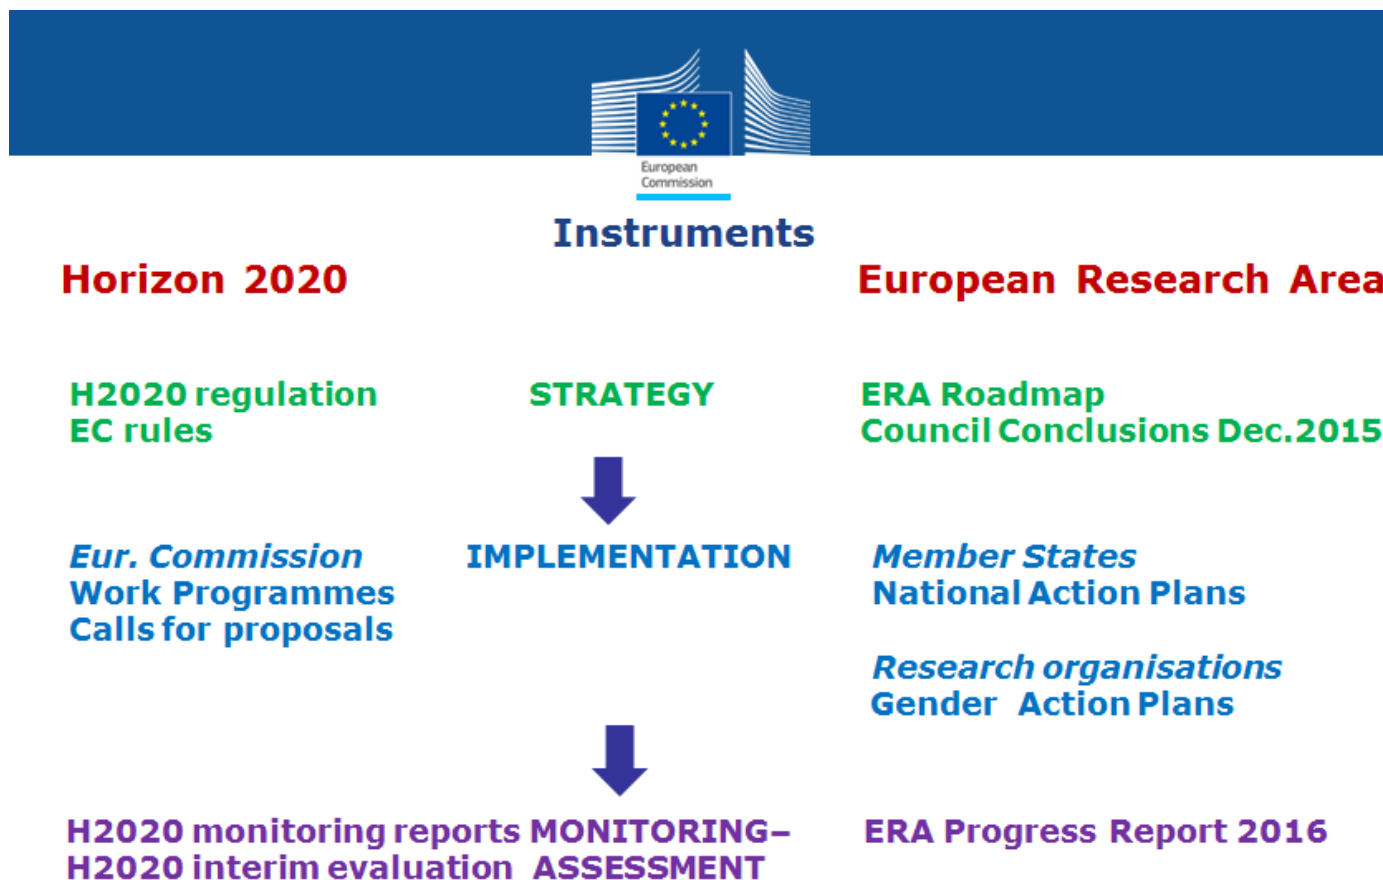 European
Commission
Instruments
Horizon 2020
European Research Area
H2020 regulation
EC rules
STRATEGY
ERA Roadmap
Council Conclusions Dec.2015
Eur. Commission
Work Programmes
Calls for proposals
IMPLEMENTATION
Member States
National Action Plans
Research organisations
Gender Action Plans
H2020 monitoring reports
H2020 interim evaluation
MONITORING–
ASSESSMENT
ERA Progress Report 2016